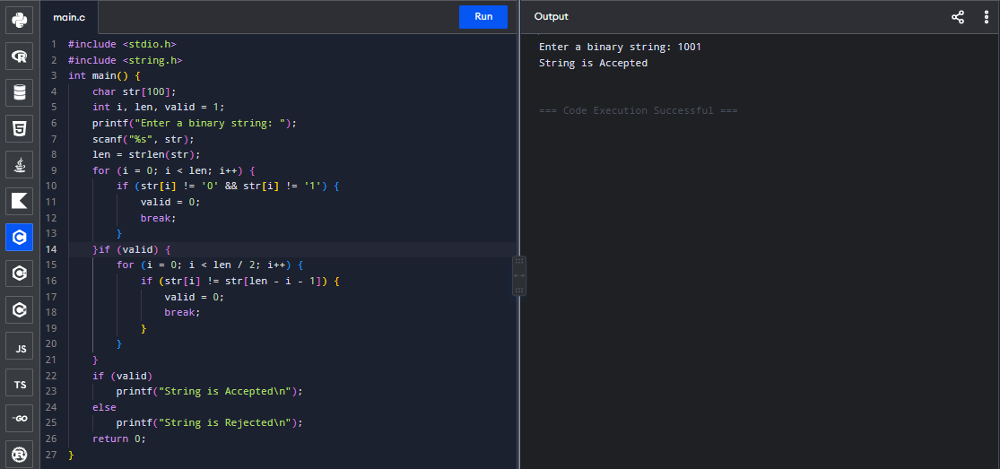 main.c
Run
Output
1 #include <stdio.h>
2 #include <string.h>
3 int main() {
4 char str[100];
5 int i, len, valid = 1;
6 printf("Enter a binary string: ");
7 scanf("%s", str);
8 len = strlen(str);
9 for (i = 0; i < len; i++) {
10 if (str[i] != '0' && str[i] != '1') {
11 valid = 0;
12 break;
13 }
14 }if (valid) {
15 for (i = 0; i < len / 2; i++) {
16 if (str[i] != str[len - i - 1]) {
17 valid = 0;
18 break;
19 }
20 }
21 }
22 if (valid)
23 printf("String is Accepted\n");
24 else
25 printf("String is Rejected\n");
26 return 0;
27 }
Enter a binary string: 1001
String is Accepted
=== Code Execution Successful ===
R
5
C
C
C
JS
TS
GO
R